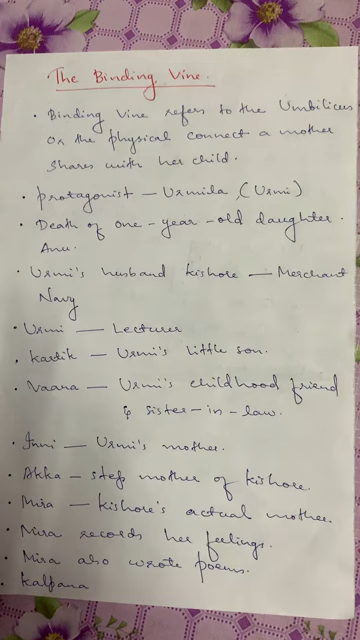 The Binding Vine.
• Binding Vine refers to the Umbilicus
Or the physical connect a mother
shares with her child.
• protagonist — Urmila, (Urmi)
• Death of one-year-old daughter.
Anu.
• Urmi's husband kishore — Merchant
Navy
• Urmi — Lecturer
• kartik — Urmi's little son.
• Vaana — Urmi's childhood friend
& sister-in-law.
• Inni — Urmi's mother.
• Akka — step mother of kishore.
• Mira — kishore's actual mother.
• Mira records her feelings.
• Mira also wrote poems.
• kalpana